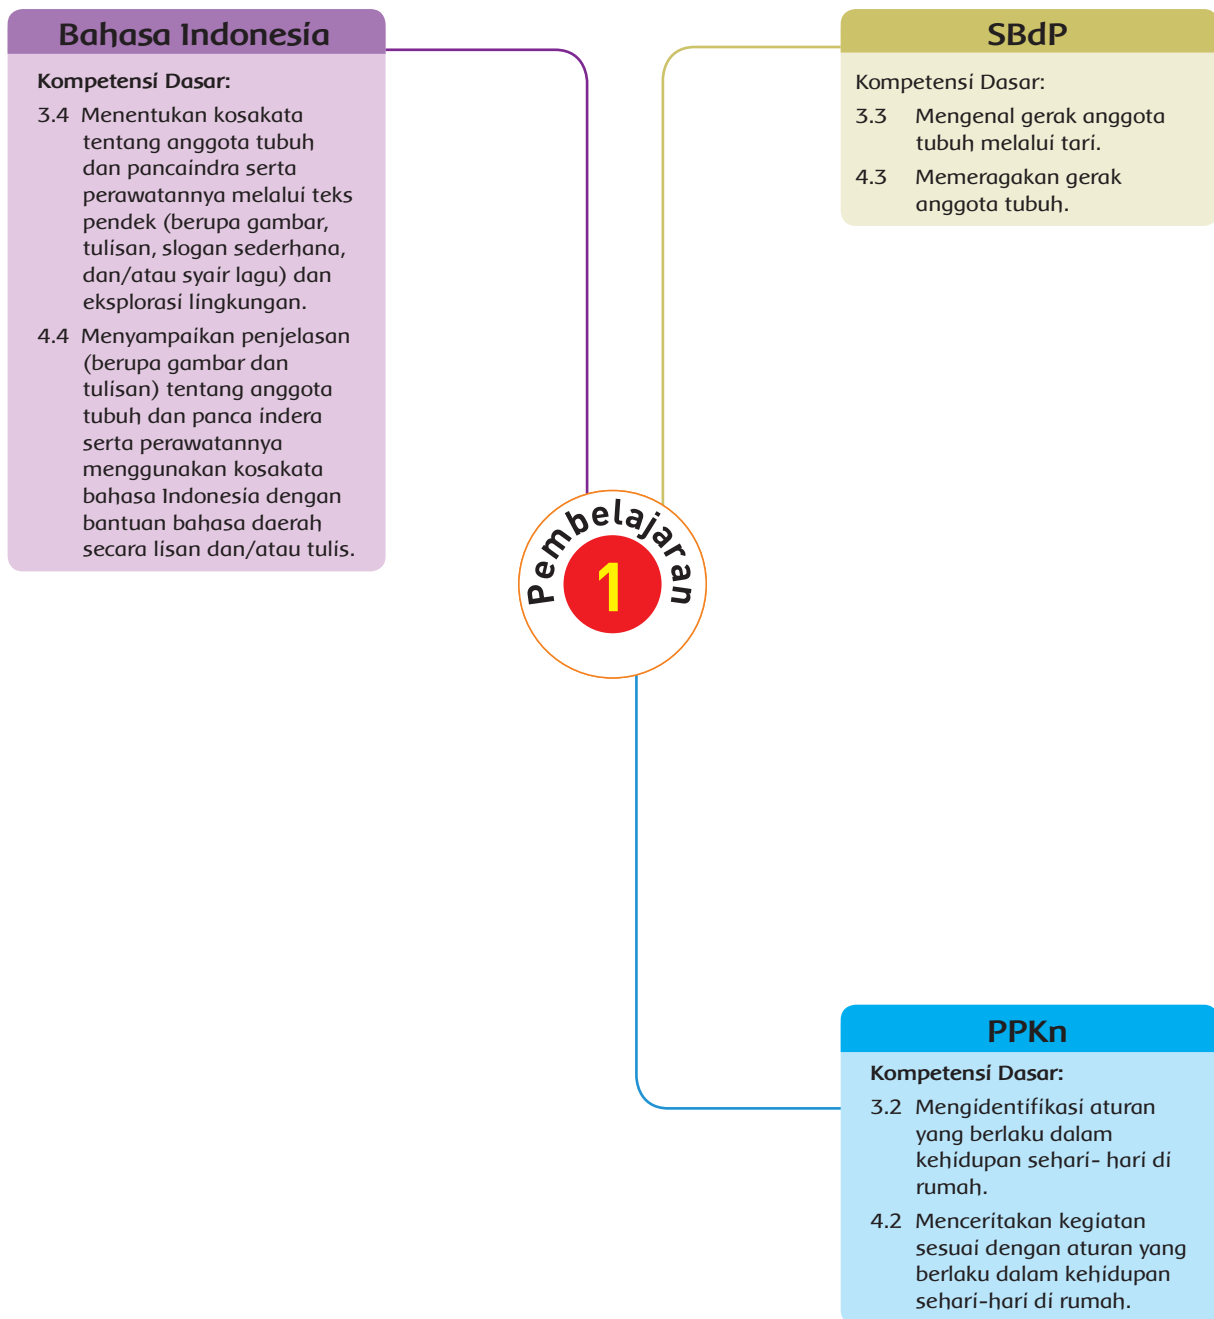 Bahasa Indonesia
Kompetensi Dasar:
3.4 Menentukan kosakata
tentang anggota tubuh
dan pancaindra serta
perawatannya melalui teks
pendek (berupa gambar,
tulisan, slogan sederhana,
dan/atau syair lagu) dan
eksplorasi lingkungan.
4.4 Menyampaikan penjelasan
(berupa gambar dan
tulisan) tentang anggota
tubuh dan panca indera
serta perawatannya
menggunakan kosakata
bahasa Indonesia dengan
bantuan bahasa daerah
secara lisan dan/atau tulis.
SBdP
Kompetensi Dasar:
3.3 Mengenal gerak anggota
tubuh melalui tari.
4.3 Memeragakan gerak
anggota tubuh.
Pembelajaran
1
PPKn
Kompetensi Dasar:
3.2 Mengidentifikasi aturan
yang berlaku dalam
kehidupan sehari- hari di
rumah.
4.2 Menceritakan kegiatan
sesuai dengan aturan yang
berlaku dalam kehidupan
sehari-hari di rumah.